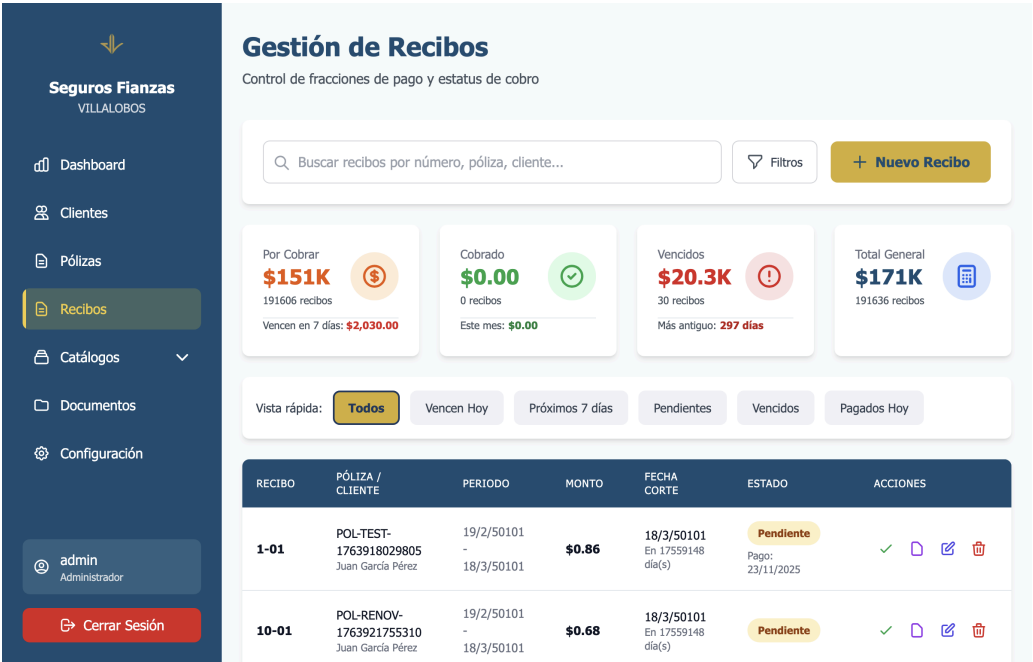 Seguros Fianzas
VILLALOBOS
Dashboard
Clientes
Pólizas
Recibos
Catálogos
Documentos
Configuración
admin
Administrador
Cerrar Sesión
Gestión de Recibos
Control de fracciones de pago y estatus de cobro
Buscar recibos por número, póliza, cliente...
Filtros
+ Nuevo Recibo
Por Cobrar
$151K
191606 recibos
Vencen en 7 días: $2,030.00
Cobrado
$0.00
0 recibos
Este mes: $0.00
Vencidos
$20.3K
30 recibos
Más antiguo: 297 días
Total General
$171K
191636 recibos
Vista rápida:
Todos
Vencen Hoy
Próximos 7 días
Pendientes
Vencidos
Pagados Hoy
RECIBO
PÓLIZA /
CLIENTE
PERIODO
MONTO
FECHA
CORTE
ESTADO
ACCIONES
1-01
POL-TEST-
1763918029805
Juan García Pérez
19/2/50101
-
18/3/50101
$0.86
18/3/50101
En 17559148
día(s)
Pendiente
Pago:
23/11/2025
10-01
POL-RENOV-
1763921755310
Juan García Pérez
19/2/50101
-
18/3/50101
$0.68
18/3/50101
En 17559148
día(s)
Pendiente